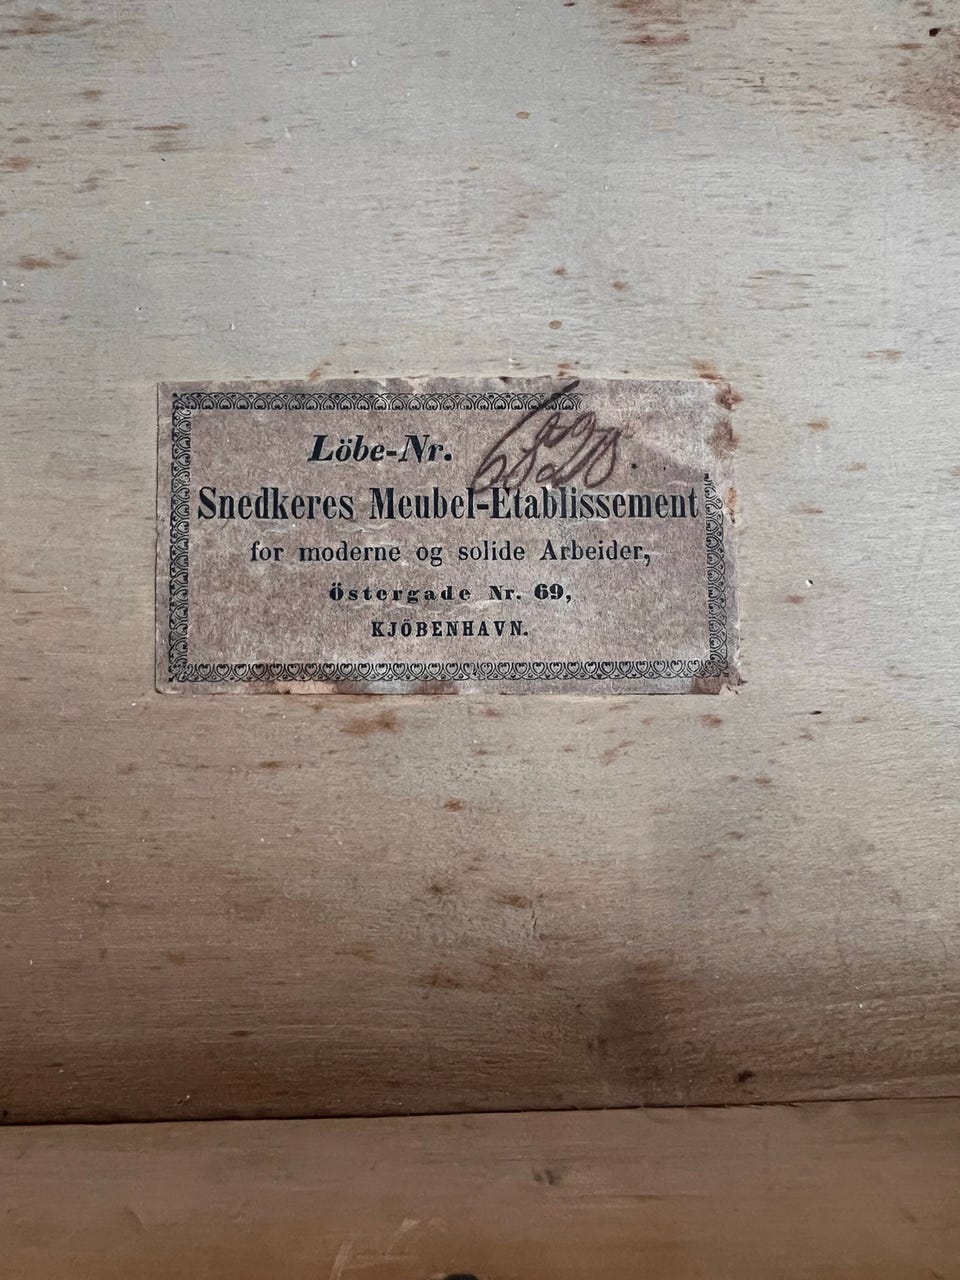 Löbe-Nr.
Snedkeres Meubel-Etablissement
for moderne og solide Arbeider,
Östergade Nr. 69,
KJÖBENHAVN.